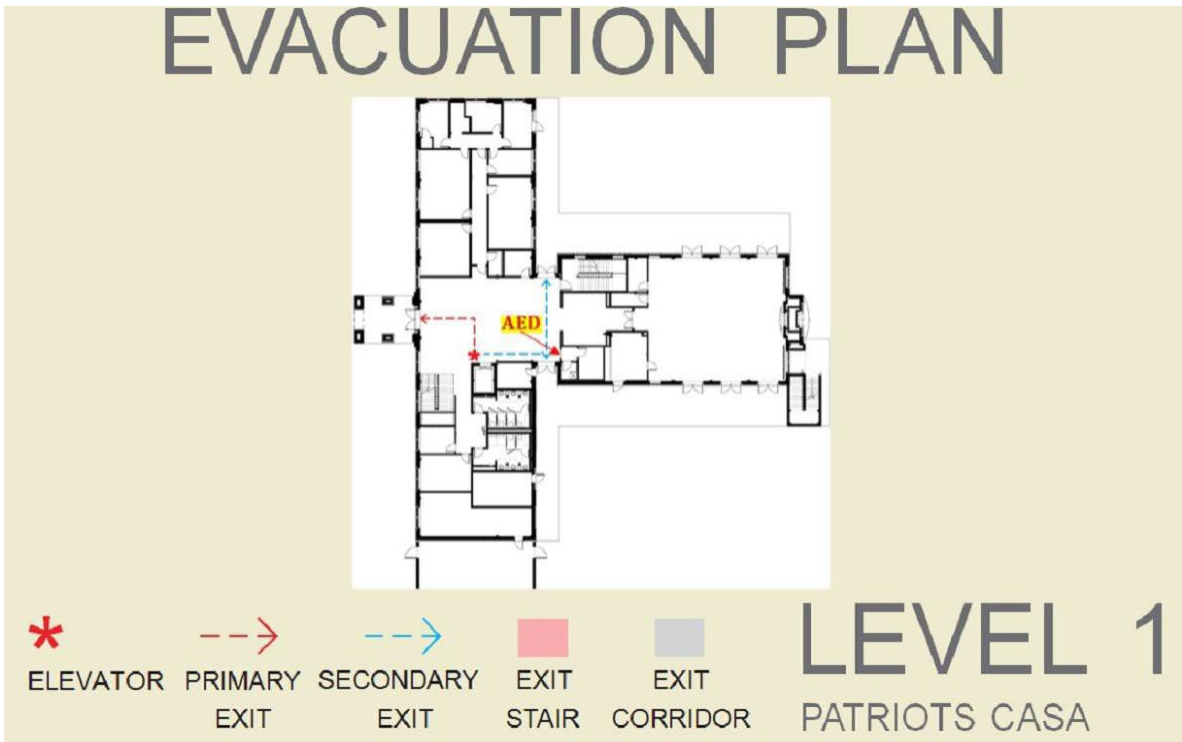 EVACUATION PLAN
AED
*
ELEVATOR
PRIMARY
EXIT
SECONDARY
EXIT
EXIT
STAIR
EXIT
CORRIDOR
LEVEL 1
PATRIOTS CASA